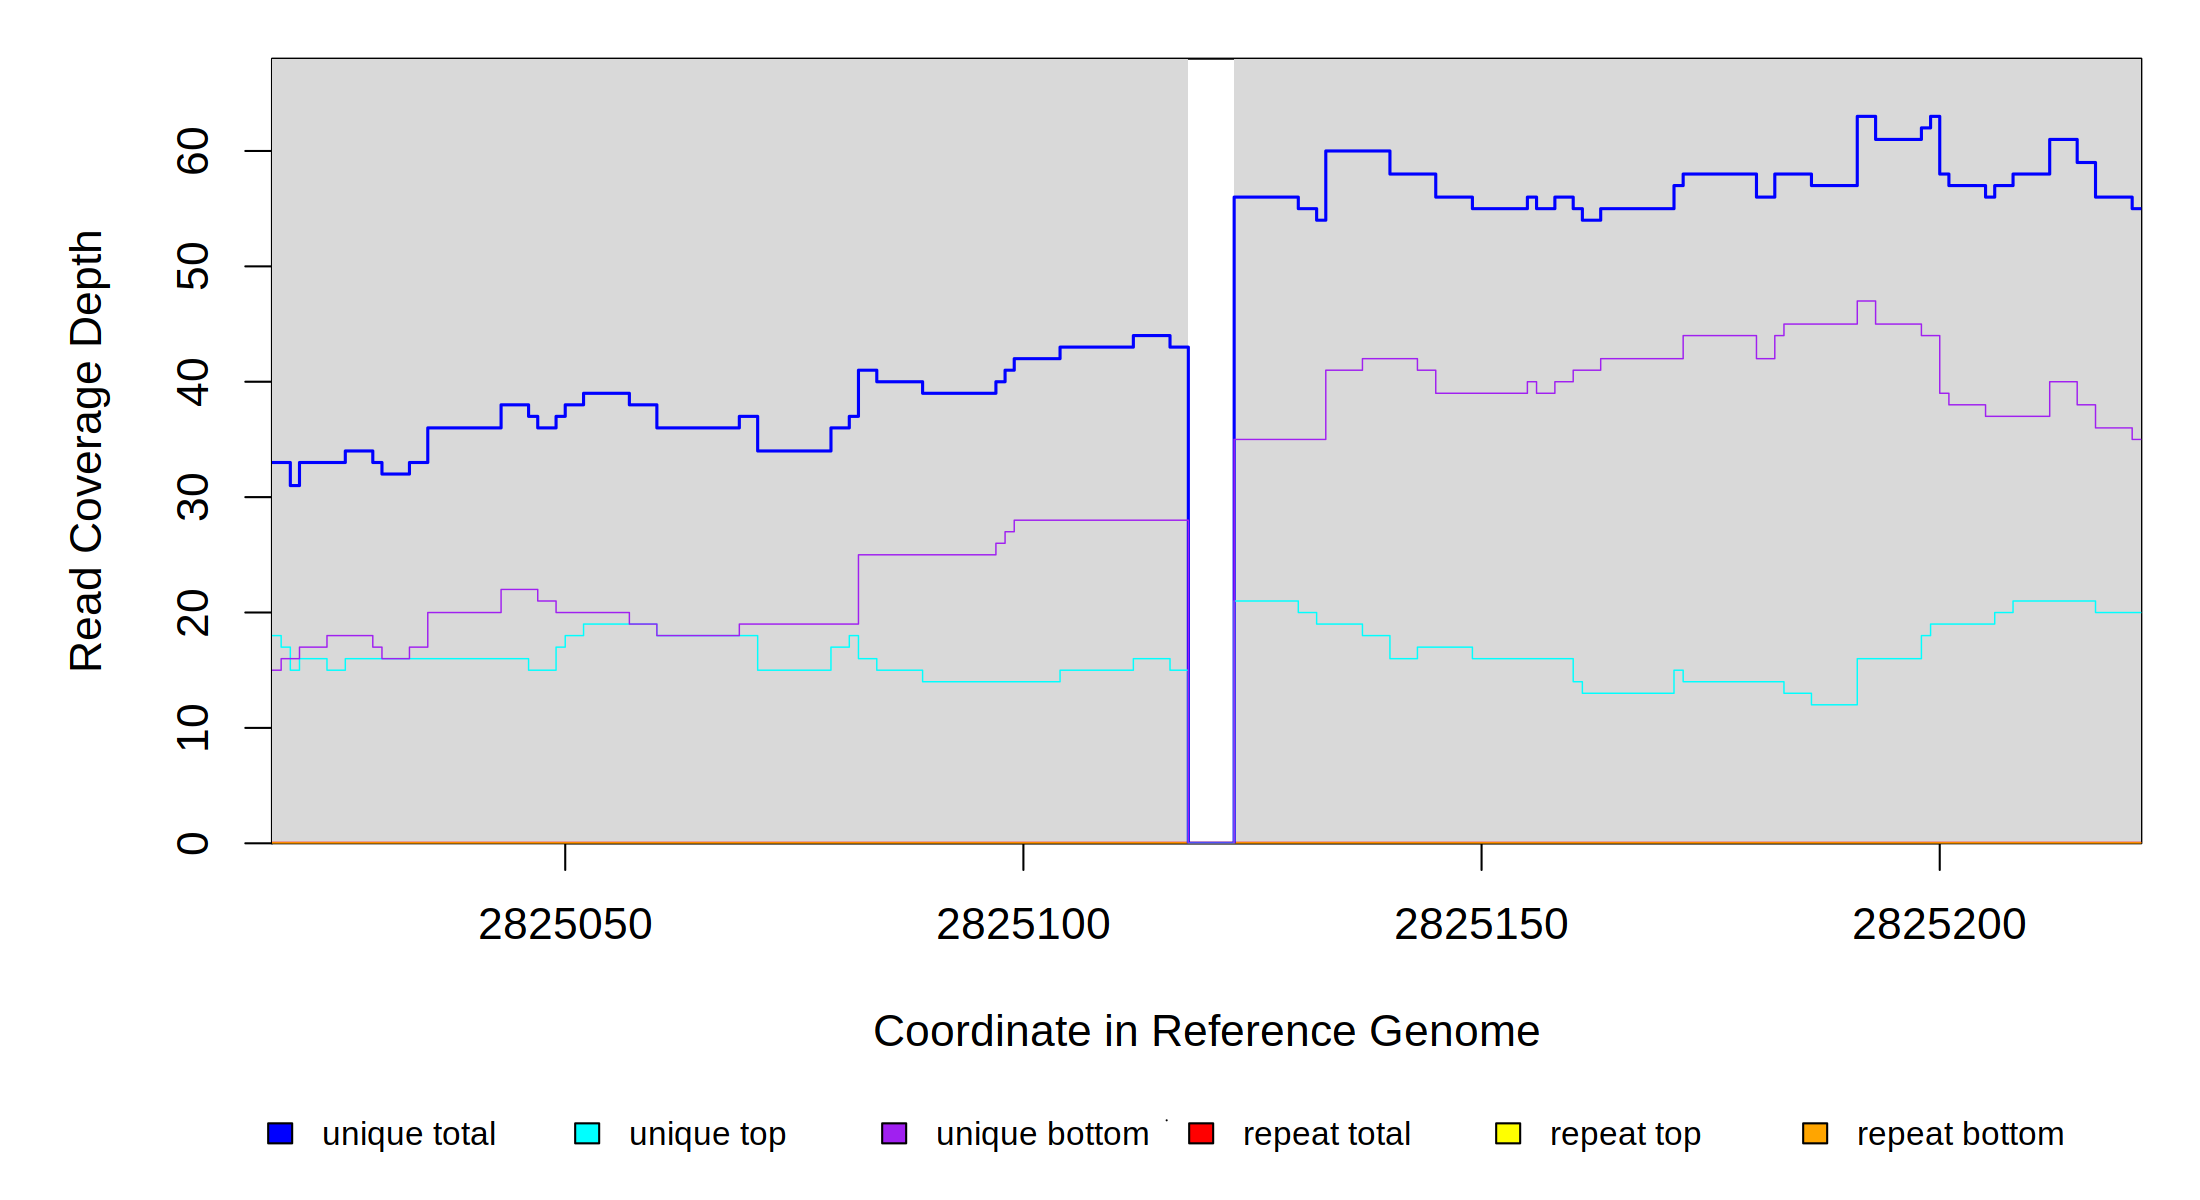 Read Coverage Depth
60
50
40
30
20
10
0
2825050 2825100 2825150 2825200
Coordinate in Reference Genome
unique total unique top unique bottom repeat total repeat top repeat bottom